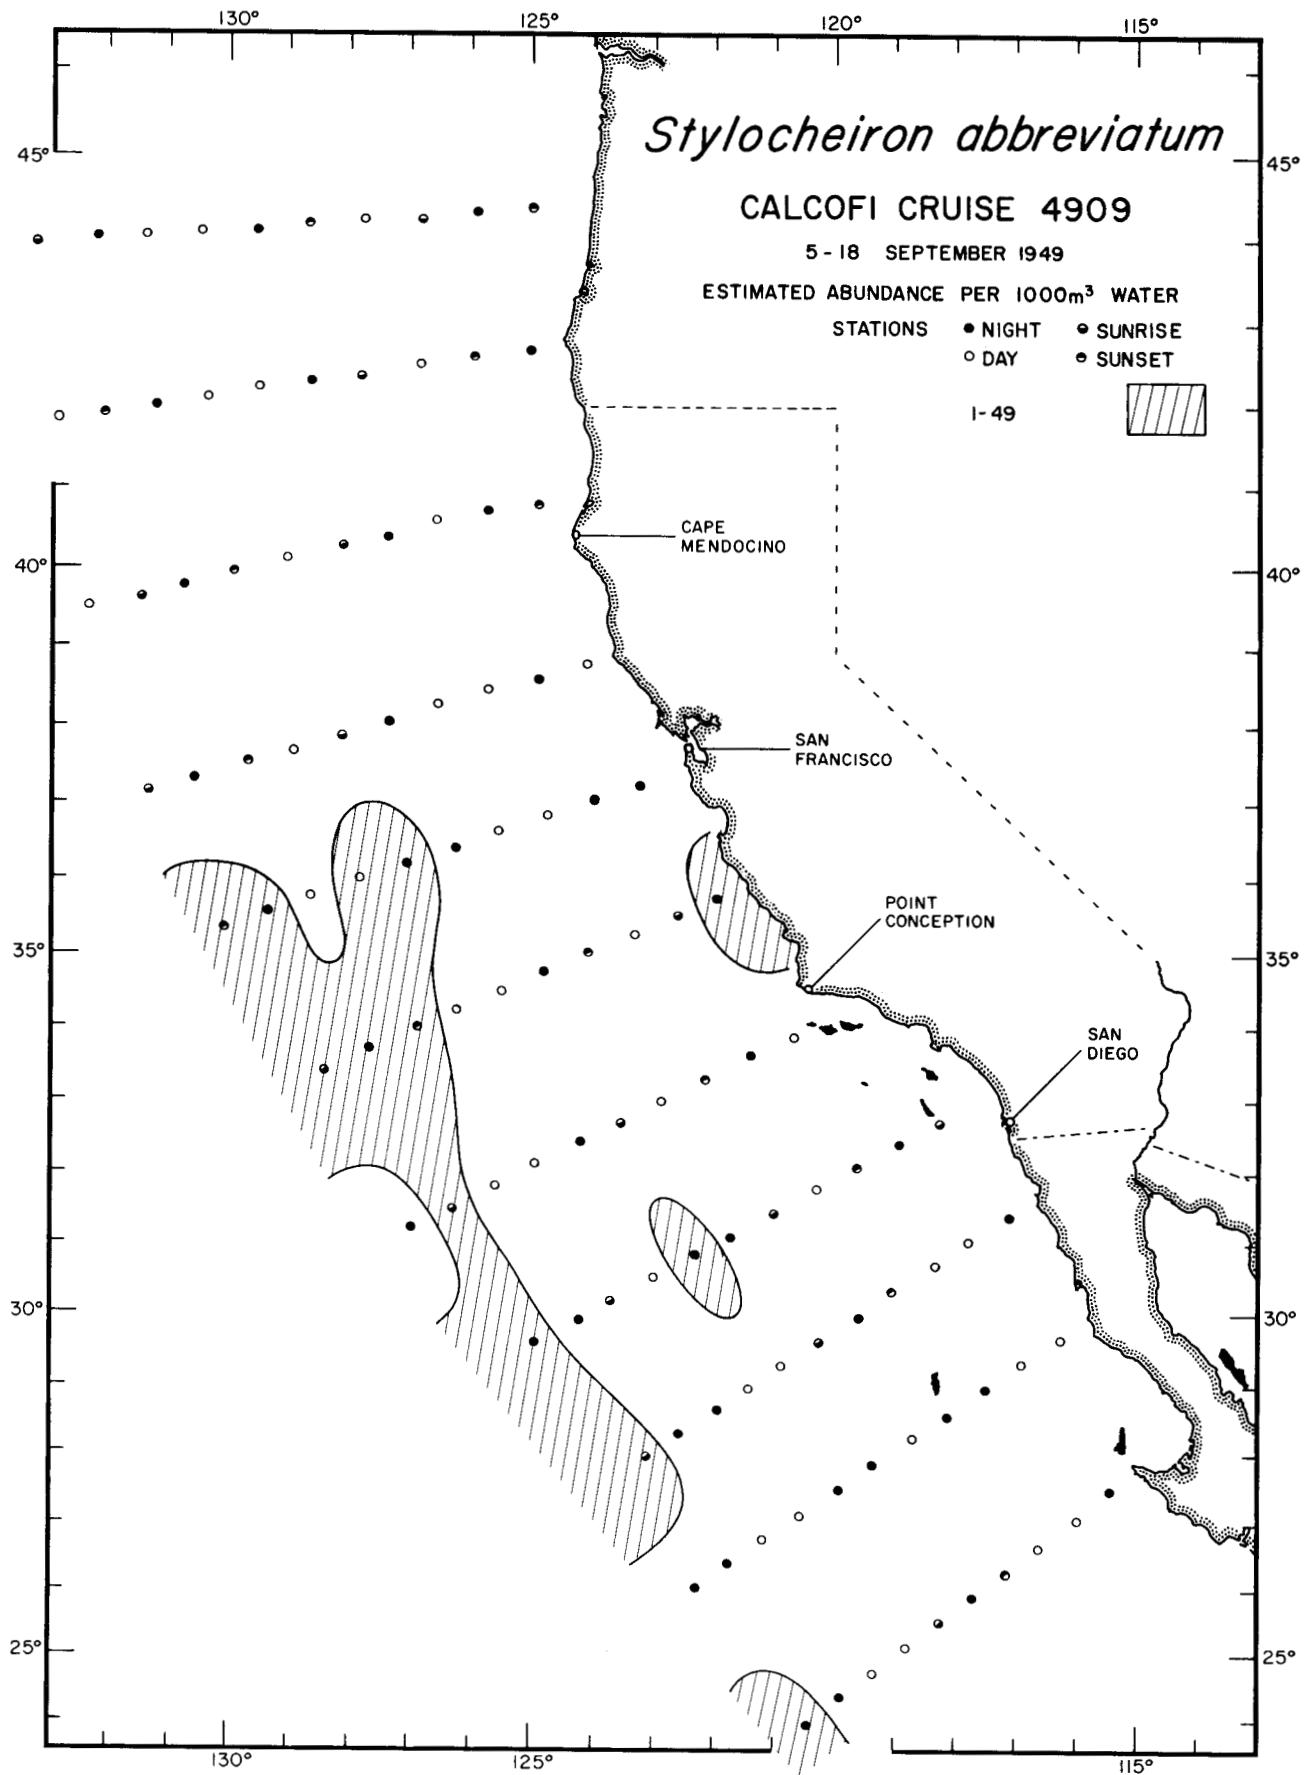 130° 125° 120° 115°
Stylocheiron abbreviatum
45° 45°
CALCOFI CRUISE 4909
5-18 SEPTEMBER 1949
ESTIMATED ABUNDANCE PER 1000m³ WATER
STATIONS NIGHT SUNRISE
DAY SUNSET
1-49
CAPE
MENDOCINO
40° 40°
SAN
FRANCISCO
POINT
CONCEPTION
35° 35°
SAN
DIEGO
30° 30°
25° 25°
130° 125° 115°